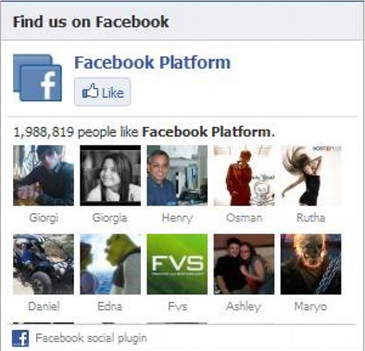 Find us on Facebook
Facebook Platform
Like
1,988,819 people like Facebook Platform.
Giorgi Giorgia Henry Osman Rutha
FVS
Daniel Edna Fvs Ashley Maryo
Facebook social plugin